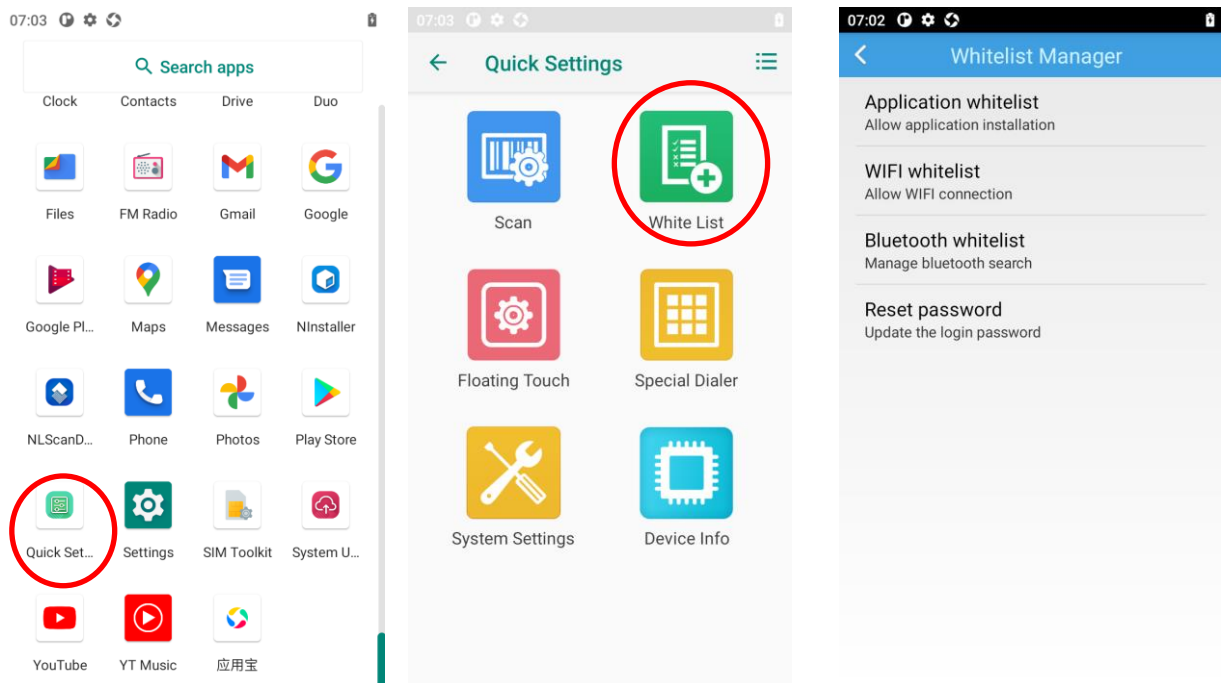 07:03
Search apps
Clock Contacts Drive Duo
Files FM Radio Gmail Google
Google Pl... Maps Messages NInstaller
NLScanD... Phone Photos Play Store
Quick Set... Settings SIM Toolkit System U...
YouTube YT Music 应用宝
07:03
Quick Settings
Scan White List
Floating Touch Special Dialer
System Settings Device Info
07:02
Whitelist Manager
Application whitelist
Allow application installation
WIFI whitelist
Allow WIFI connection
Bluetooth whitelist
Manage bluetooth search
Reset password
Update the login password